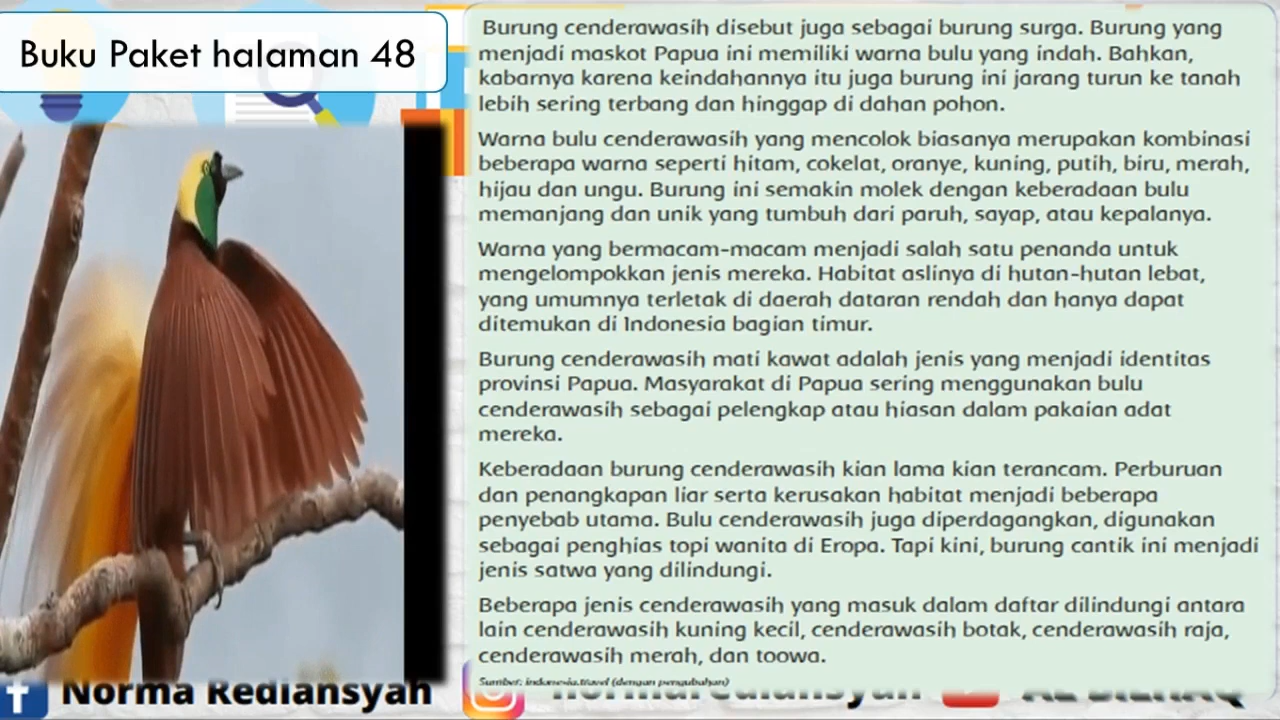 Buku Paket halaman 48
Burung cenderawasih disebut juga sebagai burung surga. Burung yang
menjadi maskot Papua ini memiliki warna bulu yang indah. Bahkan,
kabarnya karena keindahannya itu juga burung ini jarang turun ke tanah
lebih sering terbang dan hinggap di dahan pohon.
Warna bulu cenderawasih yang mencolok biasanya merupakan kombinasi
beberapa warna seperti hitam, cokelat, oranye, kuning, putih, biru, merah,
hijau dan ungu. Burung ini semakin molek dengan keberadaan bulu
memanjang dan unik yang tumbuh dari paruh, sayap, atau kepalanya.
Warna yang bermacam-macam menjadi salah satu penanda untuk
mengelompokkan jenis mereka. Habitat aslinya di hutan-hutan lebat,
yang umumnya terletak di daerah dataran rendah dan hanya dapat
ditemukan di Indonesia bagian timur.
Burung cenderawasih mati kawat adalah jenis yang menjadi identitas
provinsi Papua. Masyarakat di Papua sering menggunakan bulu
cenderawasih sebagai pelengkap atau hiasan dalam pakaian adat
mereka.
Keberadaan burung cenderawasih kian lama kian terancam. Perburuan
dan penangkapan liar serta kerusakan habitat menjadi beberapa
penyebab utama. Bulu cenderawasih juga diperdagangkan, digunakan
sebagai penghias topi wanita di Eropa. Tapi kini, burung cantik ini menjadi
jenis satwa yang dilindungi.
Beberapa jenis cenderawasih yang masuk dalam daftar dilindungi antara
lain cenderawasih kuning kecil, cenderawasih botak, cenderawasih raja,
cenderawasih merah, dan toowa.
Sumber: indonesia.travel (dengan pengubahan)
Norma Rediansyah
normarediansyah